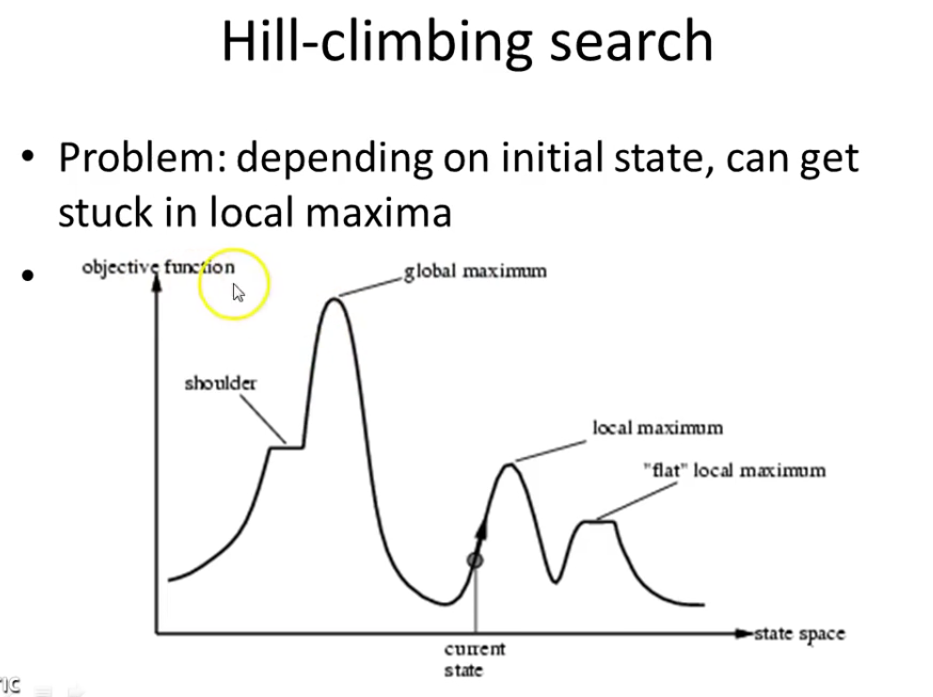 Hill-climbing search
• Problem: depending on initial state, can get
stuck in local maxima
•
objective function
global maximum
shoulder
local maximum
"flat" local maximum
state space
current
state